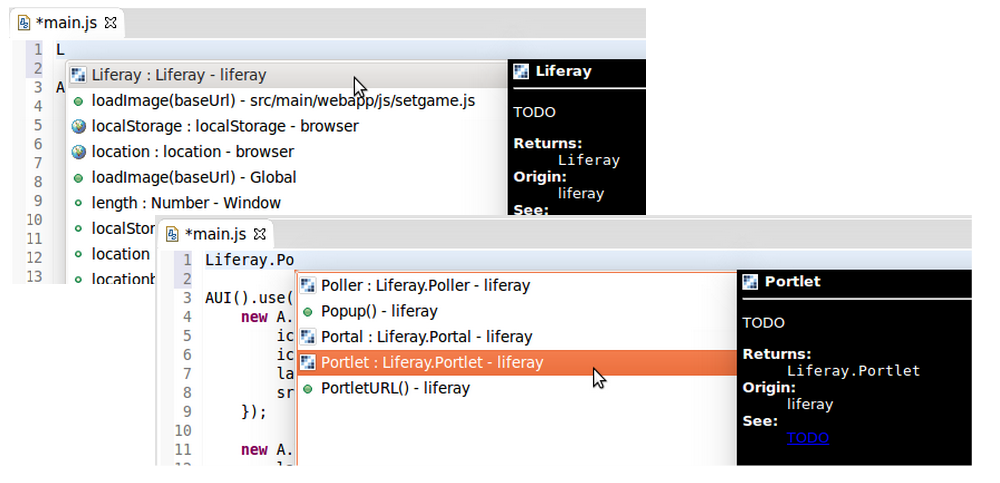 *main.js
1 L
2
3 A
4
5
6
7
8
9
10
11
12
13
Liferay : Liferay - liferay
loadImage(baseUrl) - src/main/webapp/js/setgame.js
localStorage : localStorage - browser
location : location - browser
loadImage(baseUrl) - Global
length : Number - Window
localStor
location
locationb
Liferay
TODO
Returns:
Liferay
Origin:
liferay
See:
*main.js
1 Liferay.Po
2
3 AUI().use(
4 new A.
5 ic
6 ic
7 la
8 sr
9 });
10
11 new A.
Poller : Liferay.Poller - liferay
Popup() - liferay
Portal : Liferay.Portal - liferay
Portlet : Liferay.Portlet - liferay
PortletURL() - liferay
Portlet
TODO
Returns:
Liferay.Portlet
Origin:
liferay
See:
TODO